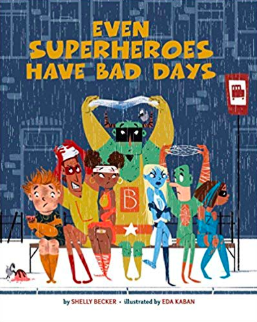 EVEN
SUPERHEROES
HAVE BAD DAYS
B
by SHELLY BECKER • illustrated by EDA KABAN